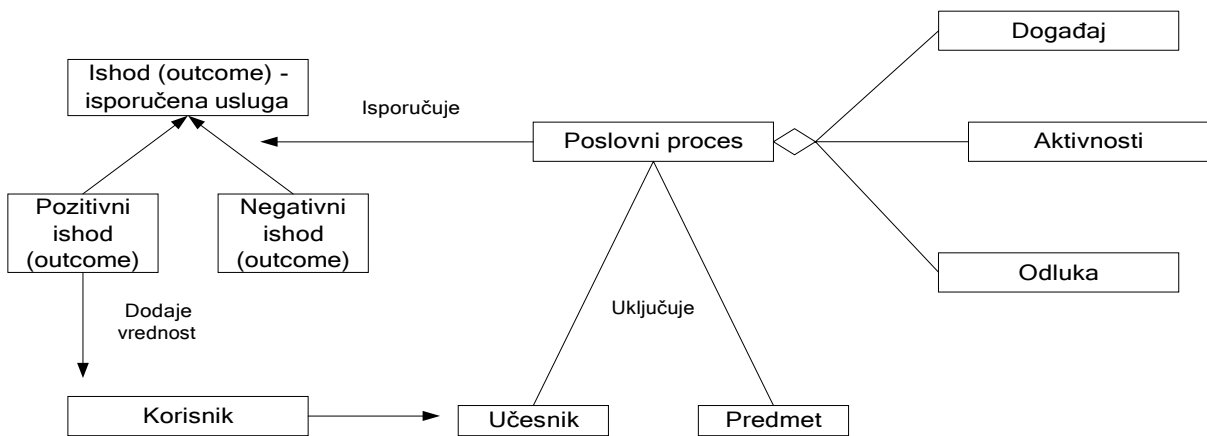 Događaj
Ishod (outcome) -
isporučena usluga
Isporučuje
Poslovni proces
Aktivnosti
Pozitivni
ishod
(outcome)
Negativni
ishod
(outcome)
Odluka
Dodaje
vrednost
Uključuje
Korisnik
Učesnik
Predmet